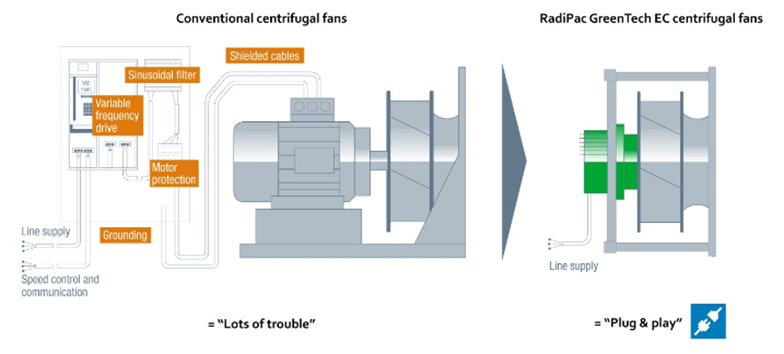 Conventional centrifugal fans
RadiPac GreenTech EC centrifugal fans
Shielded cables
Sinusoidal filter
Variable
frequency
drive
Motor
protection
Grounding
Line supply
Speed control and
communication
Line supply
= “Lots of trouble”
= “Plug & play”